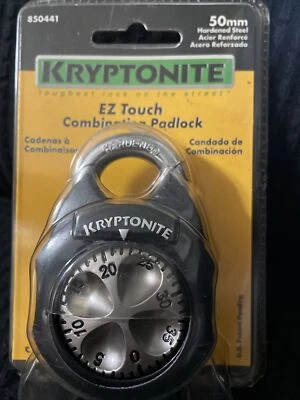 850441
50mm
Hardened Steel
Acier Renforcé
Acero Reforzado
KRYPTONITE
toughest lock on the street
EZ Touch
Combination Padlock
Cadenas à
Combinaison
Candado de
Combinación
HARDENED
KRYPTONITE
0
5
10
15
20
25
30
35
U.S. Patent Pending